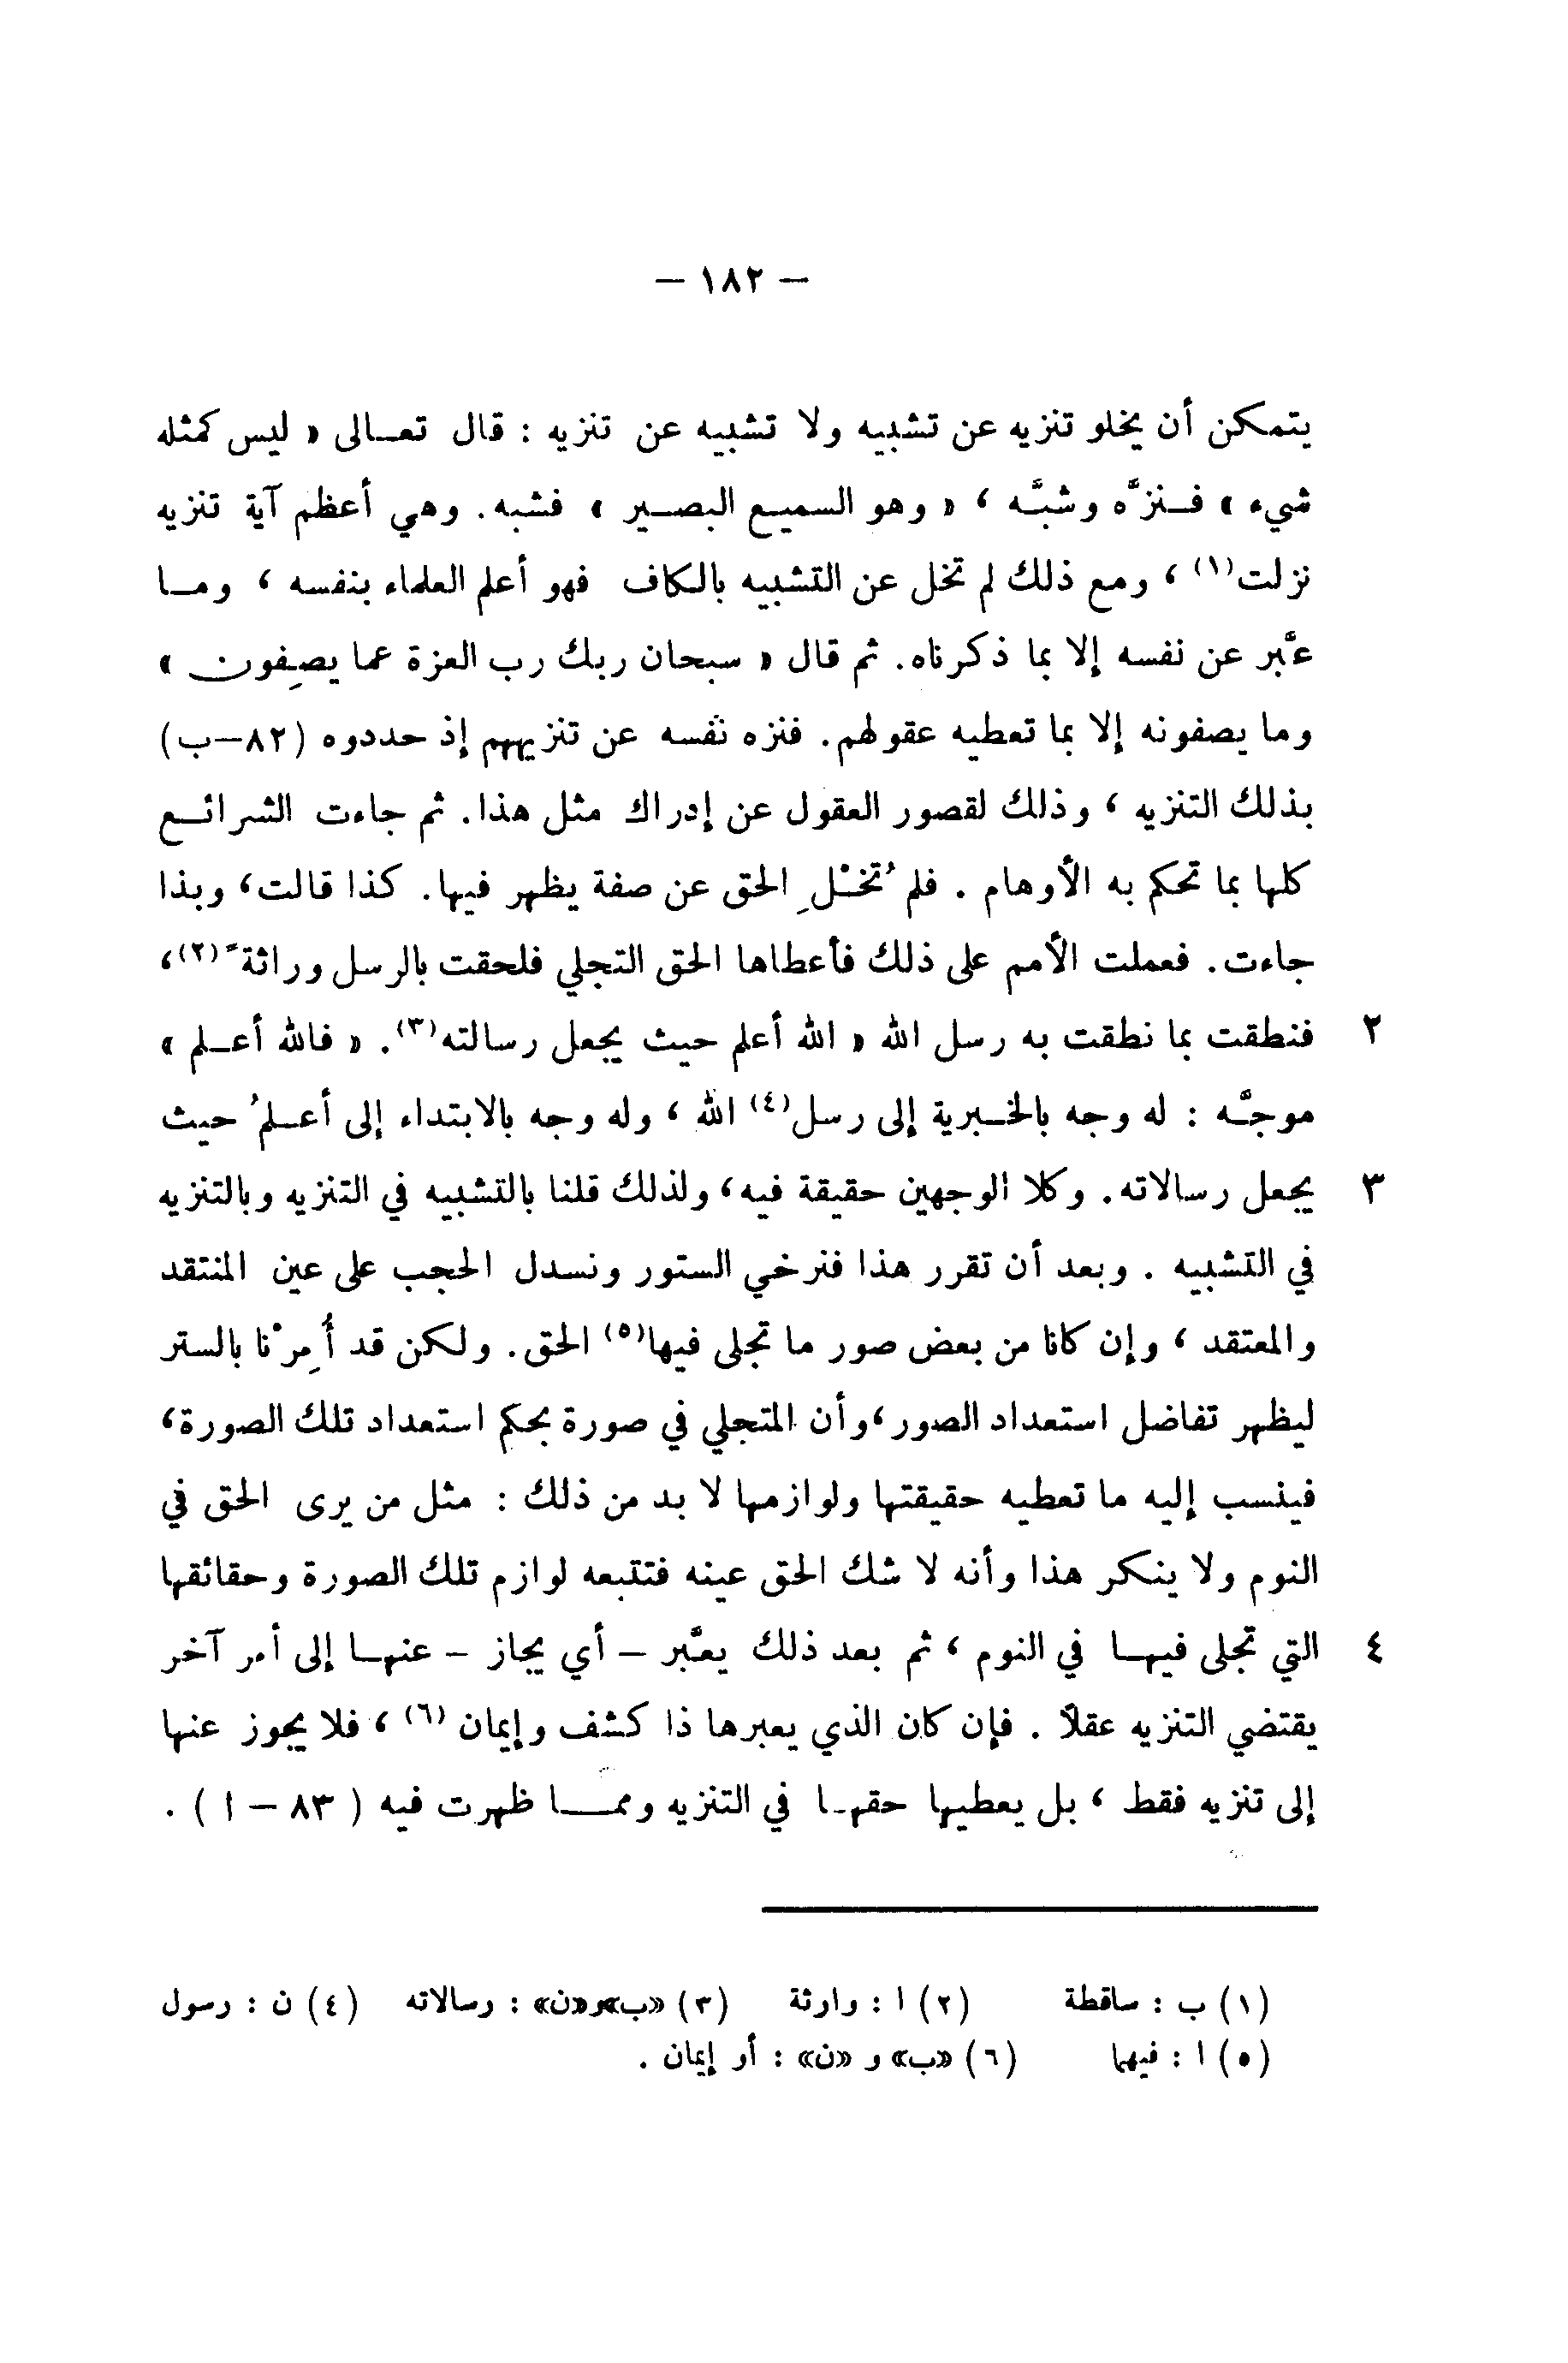 — ١٨٢ —
يتمكن أن يخلو تنزيه عن تشبيه ولا تشبيه عن تنزيه : قال تعالى « ليس كمثله
شيء » فنزَّه وشبَّه ، « وهو السميع البصير » فشبه. وهي أعظم آية تنزيه
نزلت(١) ، ومع ذلك لم تخل عن التشبيه بالكاف فهو أعلم العلماء بنفسه ، وما
عبَّر عن نفسه إلا بما ذكرناه. ثم قال « سبحان ربك رب العزة عما يصِفون »
وما يصفونه إلا بما تعطيه عقولهم. فنزه نفسه عن تنزيههم إذ حددوه (٨٢–ب)
بذلك التنزيه ، وذلك لقصور العقول عن إدراك مثل هذا. ثم جاءت الشرائع
كلها بما تحكم به الأوهام . فلم تُخْلِ الحق عن صفة يظهر فيها. كذا قالت، وبذا
جاءت. فعملت الأمم على ذلك فأعطاها الحق التجلي فلحقت بالرسل وراثةً(٢)،
٢ فنطقت بما نطقت به رسل الله « الله أعلم حيث يجعل رسالته(٣). « فالله أعلم »
موجَّه : له وجه بالخبرية إلى رسل(٤) الله ، وله وجه بالابتداء إلى أعلمُ حيث
٣ يجعل رسالاته. وكلا الوجهين حقيقة فيه، ولذلك قلنا بالتشبيه في التنزيه وبالتنزيه
في التشبيه . وبعد أن تقرر هذا فنرخي الستور ونسدل الحجب على عين المنتقد
والمعتقد ، وإن كانا من بعض صور ما تجلى فيها(٥) الحق. ولكن قد أُمِرْنا بالستر
ليظهر تفاضل استعداد الصور، وأن المتجلي في صورة بحكم استعداد تلك الصورة،
فينسب إليه ما تعطيه حقيقتها ولوازمها لا بد من ذلك : مثل من يرى الحق في
النوم ولا ينكر هذا وأنه لا شك الحق عينه فتتبعه لوازم تلك الصورة وحقائقها
٤ التي تجلى فيها في النوم ، ثم بعد ذلك يعبَّر – أي يجاز – عنها إلى أمر آخر
يقتضي التنزيه عقلاً . فإن كان الذي يعبرها ذا كشف وإيمان (٦) ، فلا يجوز عنها
إلى تنزيه فقط ، بل يعطيها حقها في التنزيه ومما ظهرت فيه ( ٨٣ – ا ) .
(١) ب : ساقطة (٢) ا : وارثة (٣) «ب» و«ن» : رسالاته (٤) ن : رسول
(٥) ا : فيهما (٦) «ب» و «ن» : أو إيمان .